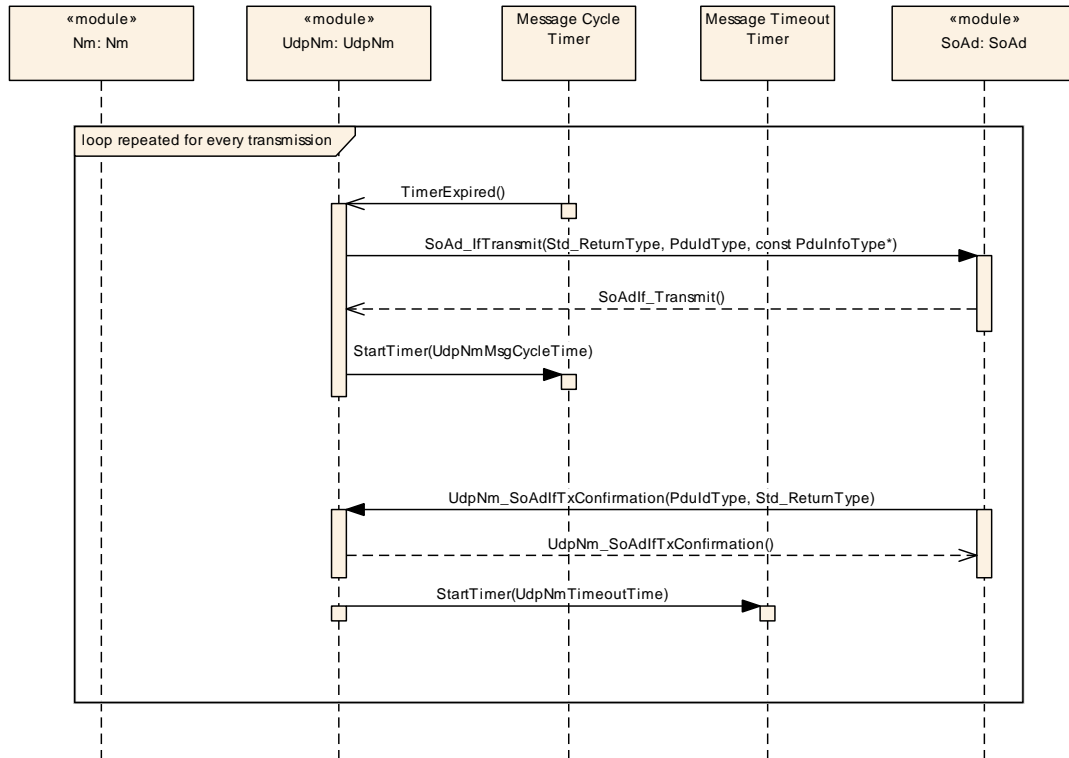 «module»
Nm: Nm
«module»
UdpNm: UdpNm
Message Cycle
Timer
Message Timeout
Timer
«module»
SoAd: SoAd
loop repeated for every transmission
TimerExpired()
SoAd_IfTransmit(Std_ReturnType, PduIdType, const PduInfoType*)
SoAdIf_Transmit()
StartTimer(UdpNmMsgCycleTime)
UdpNm_SoAdIfTxConfirmation(PduIdType, Std_ReturnType)
UdpNm_SoAdIfTxConfirmation()
StartTimer(UdpNmTimeoutTime)